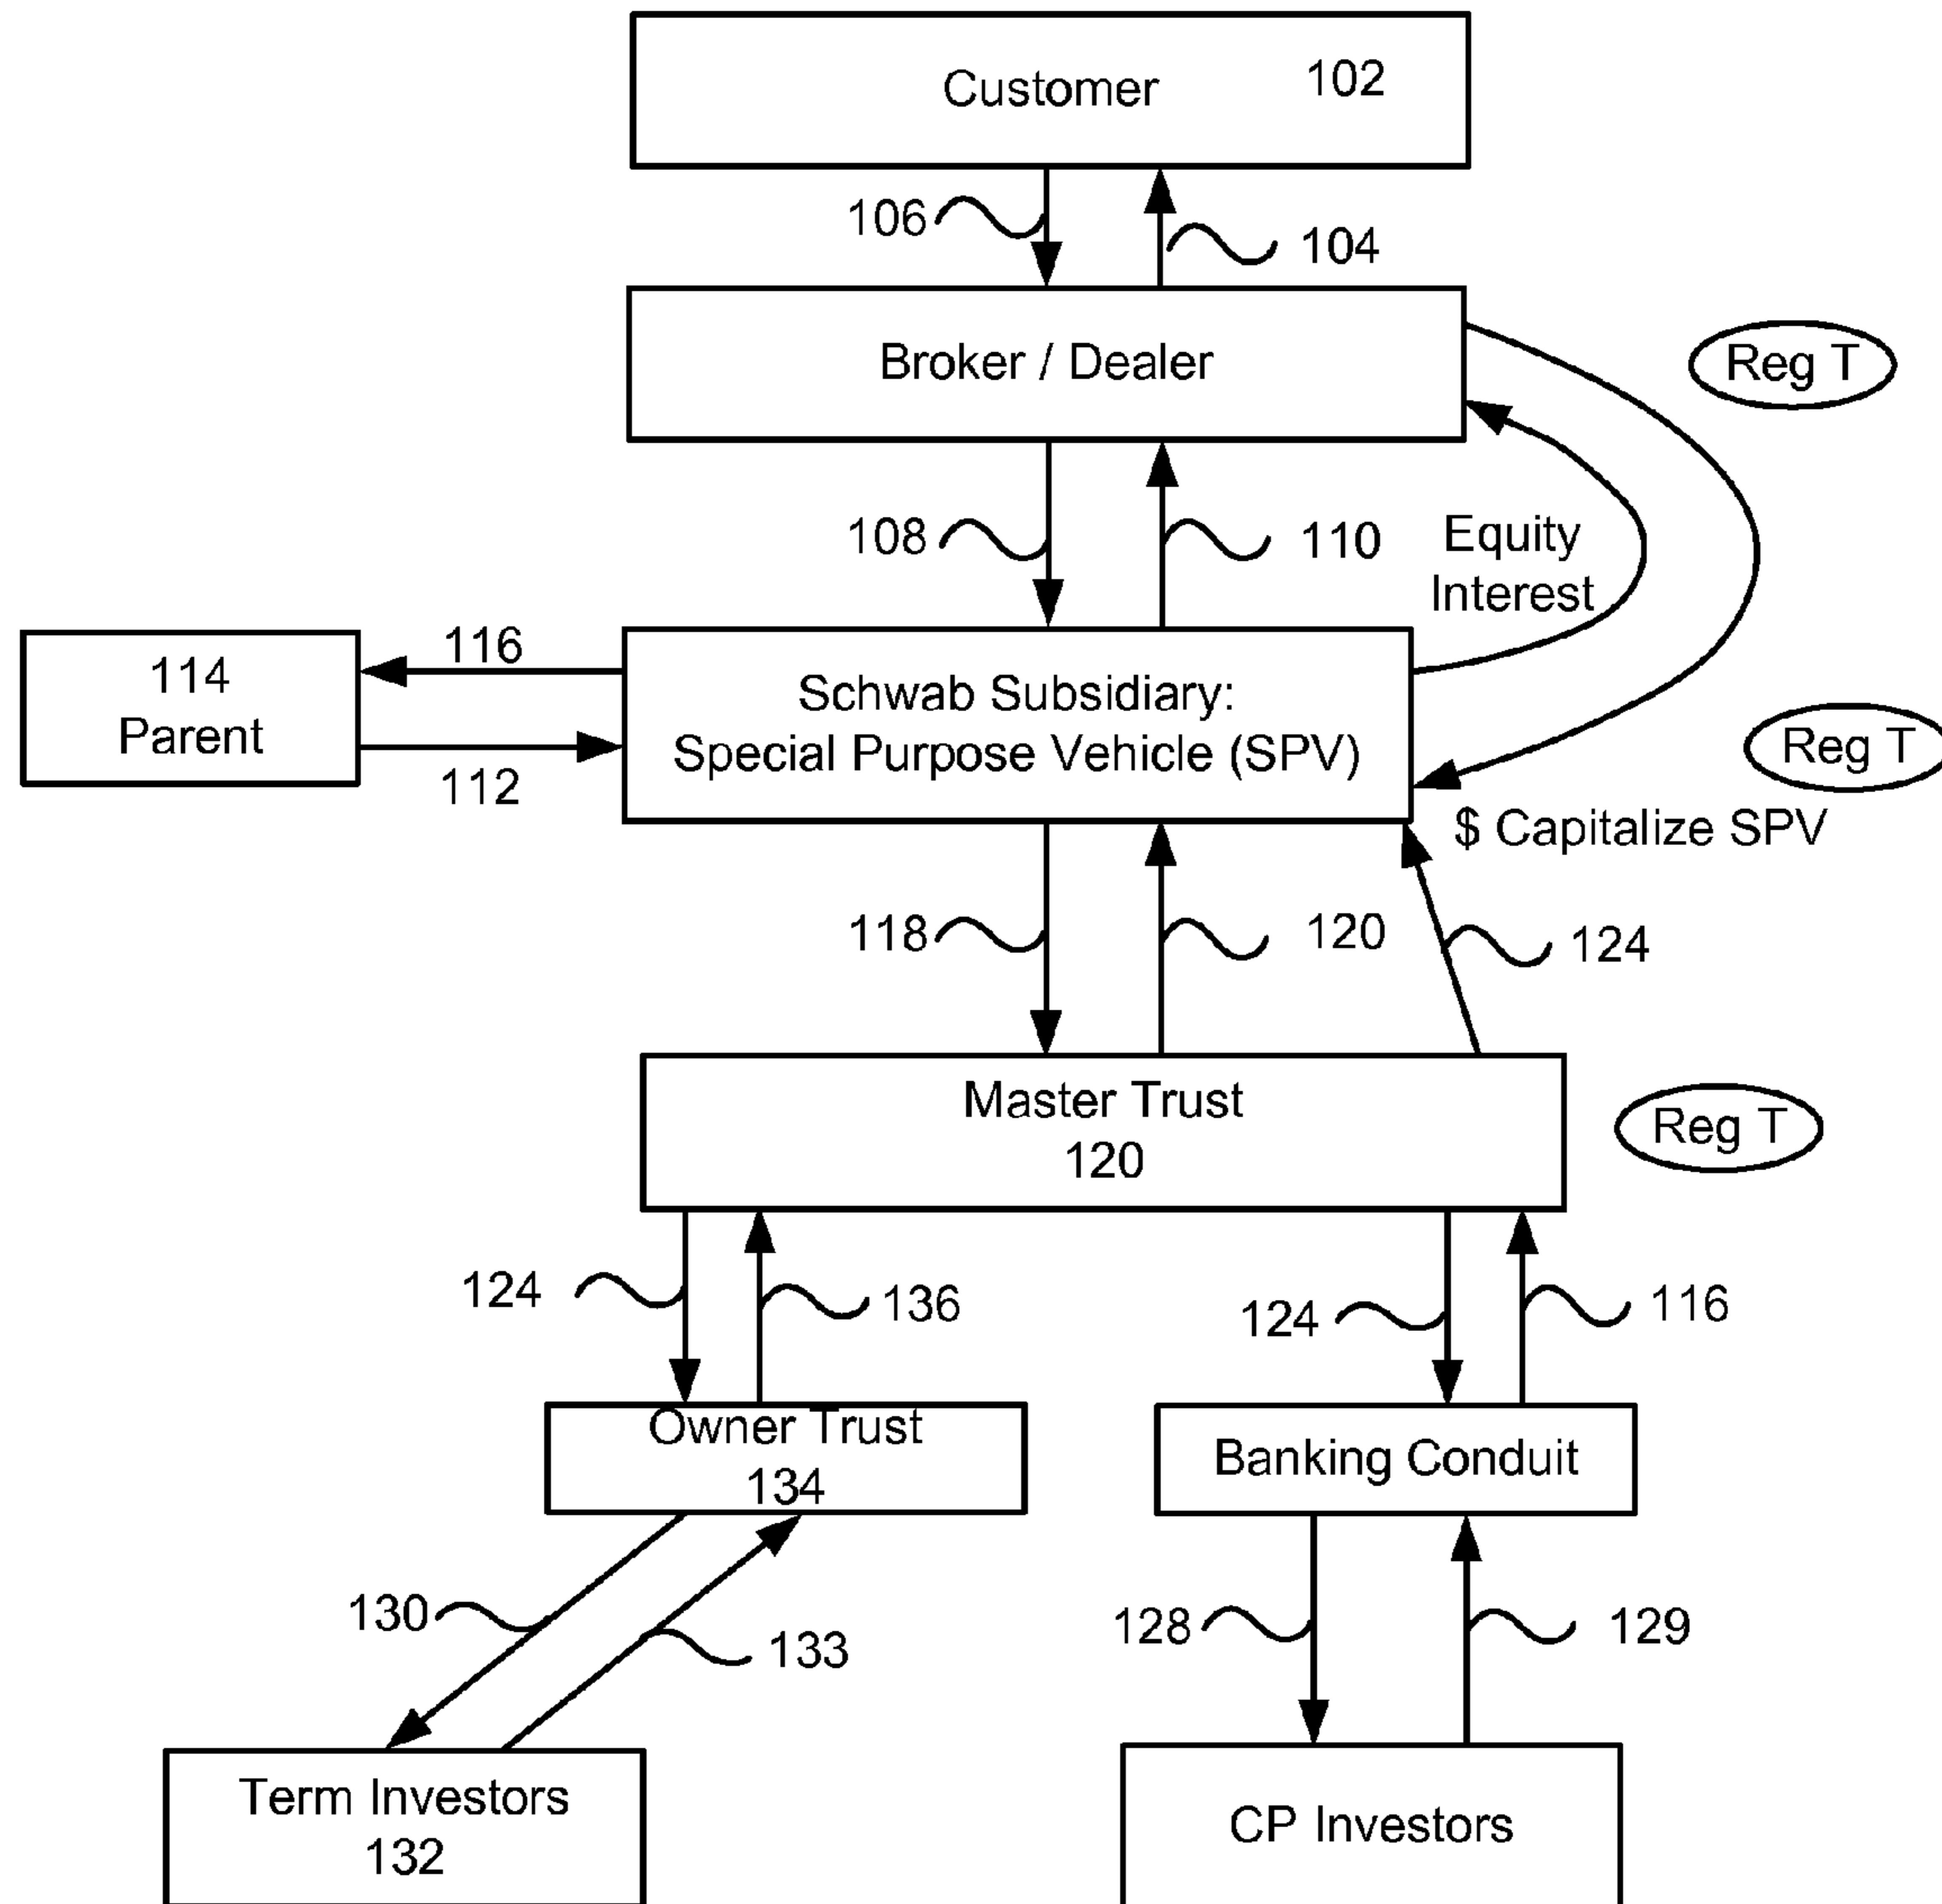 Customer 102
106
104
Broker / Dealer
Reg T
108
110
Equity
Interest
114
Parent
116
112
Schwab Subsidiary:
Special Purpose Vehicle (SPV)
Reg T
$ Capitalize SPV
118
120
124
Master Trust
120
Reg T
124
136
124
116
Owner Trust
134
Banking Conduit
130
133
128
129
Term Investors
132
CP Investors